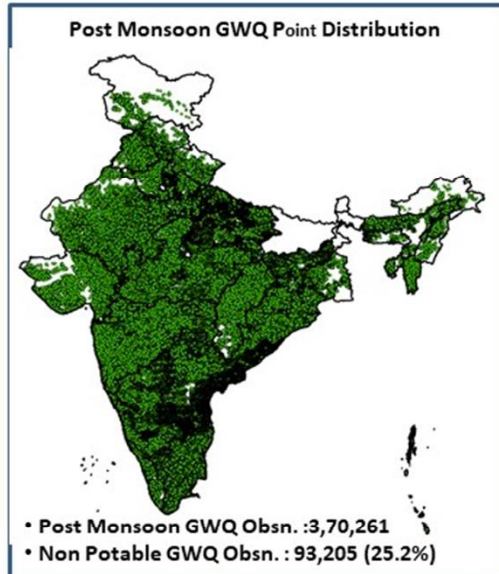 Post Monsoon GWQ Point Distribution
• Post Monsoon GWQ Obsn. :3,70,261
• Non Potable GWQ Obsn. : 93,205 (25.2%)